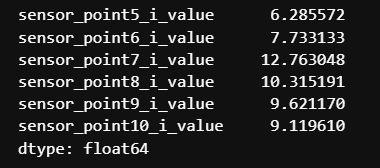 sensor_point5_i_value 6.285572
sensor_point6_i_value 7.733133
sensor_point7_i_value 12.763048
sensor_point8_i_value 10.315191
sensor_point9_i_value 9.621170
sensor_point10_i_value 9.119610
dtype: float64